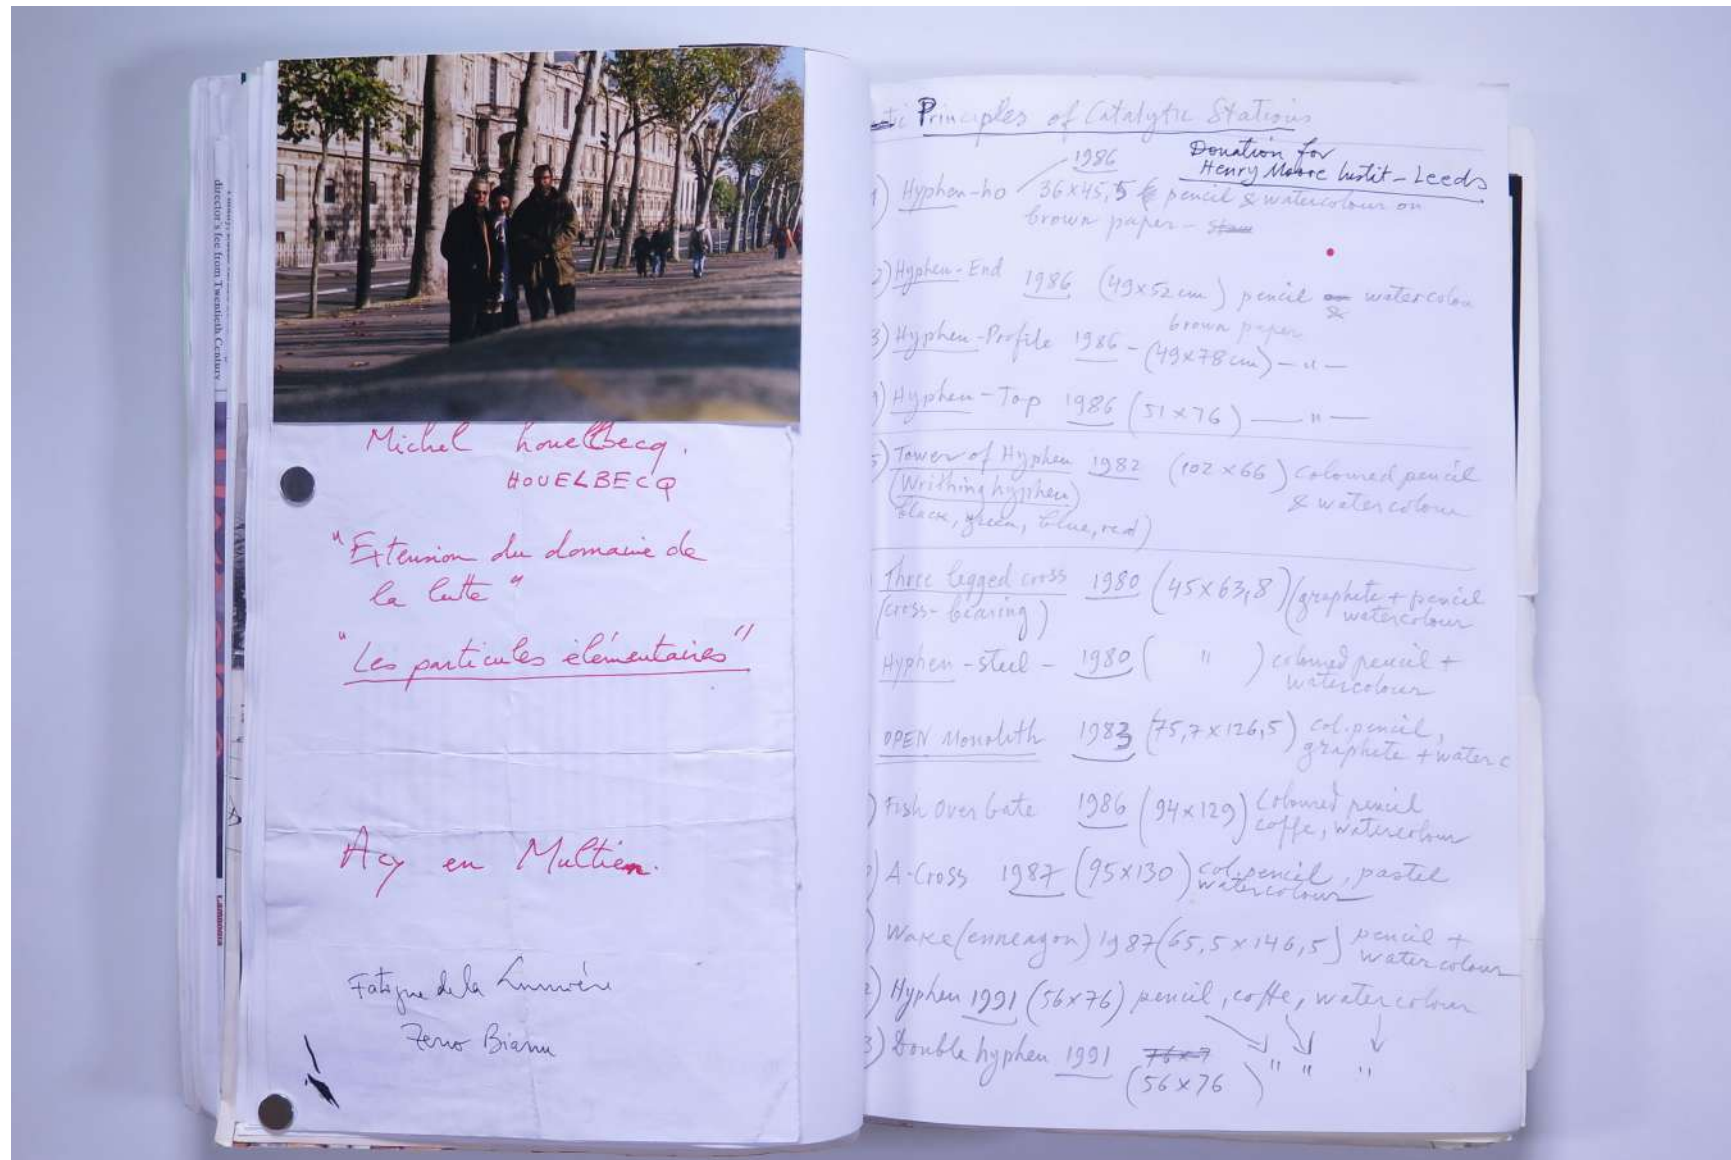 director's fee from Twentieth Century
Michel houellbecq.
HOUELBECQ
"Extension du domaine de
la lutte"
"Les particules élémentaires"
Acy en Multien.
Fatigue de la Lumière
Zeno Bianu
tic Principles of Catalytic Stations
Donation for
Henry Moore Instit - Leeds
1986
1) Hyphen-ho 36x45,5 pencil & watercolour on
brown paper -
2) Hyphen-End 1986 (49x52cm) pencil & watercolou
brown paper
3) Hyphen-Profile 1986 - (49x78cm) - " -
4) Hyphen-Top 1986 (51x76) - " -
5) Tower of Hyphen 1982 (102x66) coloured pencil
(Writhing hyphen) & watercolour
black, green, blue, red)
Three legged cross 1980 (45x63,8) (graphite + pencil
(cross-bearing) watercolour
Hyphen-steel - 1980 ( " ) coloured pencil +
watercolour
OPEN Monolith 1983 (75,7x126,5) col.pencil,
graphite + water c
) Fish Over Gate 1986 (94x129) Coloured pencil
coffe, watercolour
) A-Cross 1987 (95x130) col.pencil, pastel
watercolour
) (enneagon) 1987 (65,5x146,5) pencil +
watercolour
2) Hyphen 1991 (56x76) pencil, coffe, watercolour
3) Double hyphen 1991 76x7 " " "
(56x76)